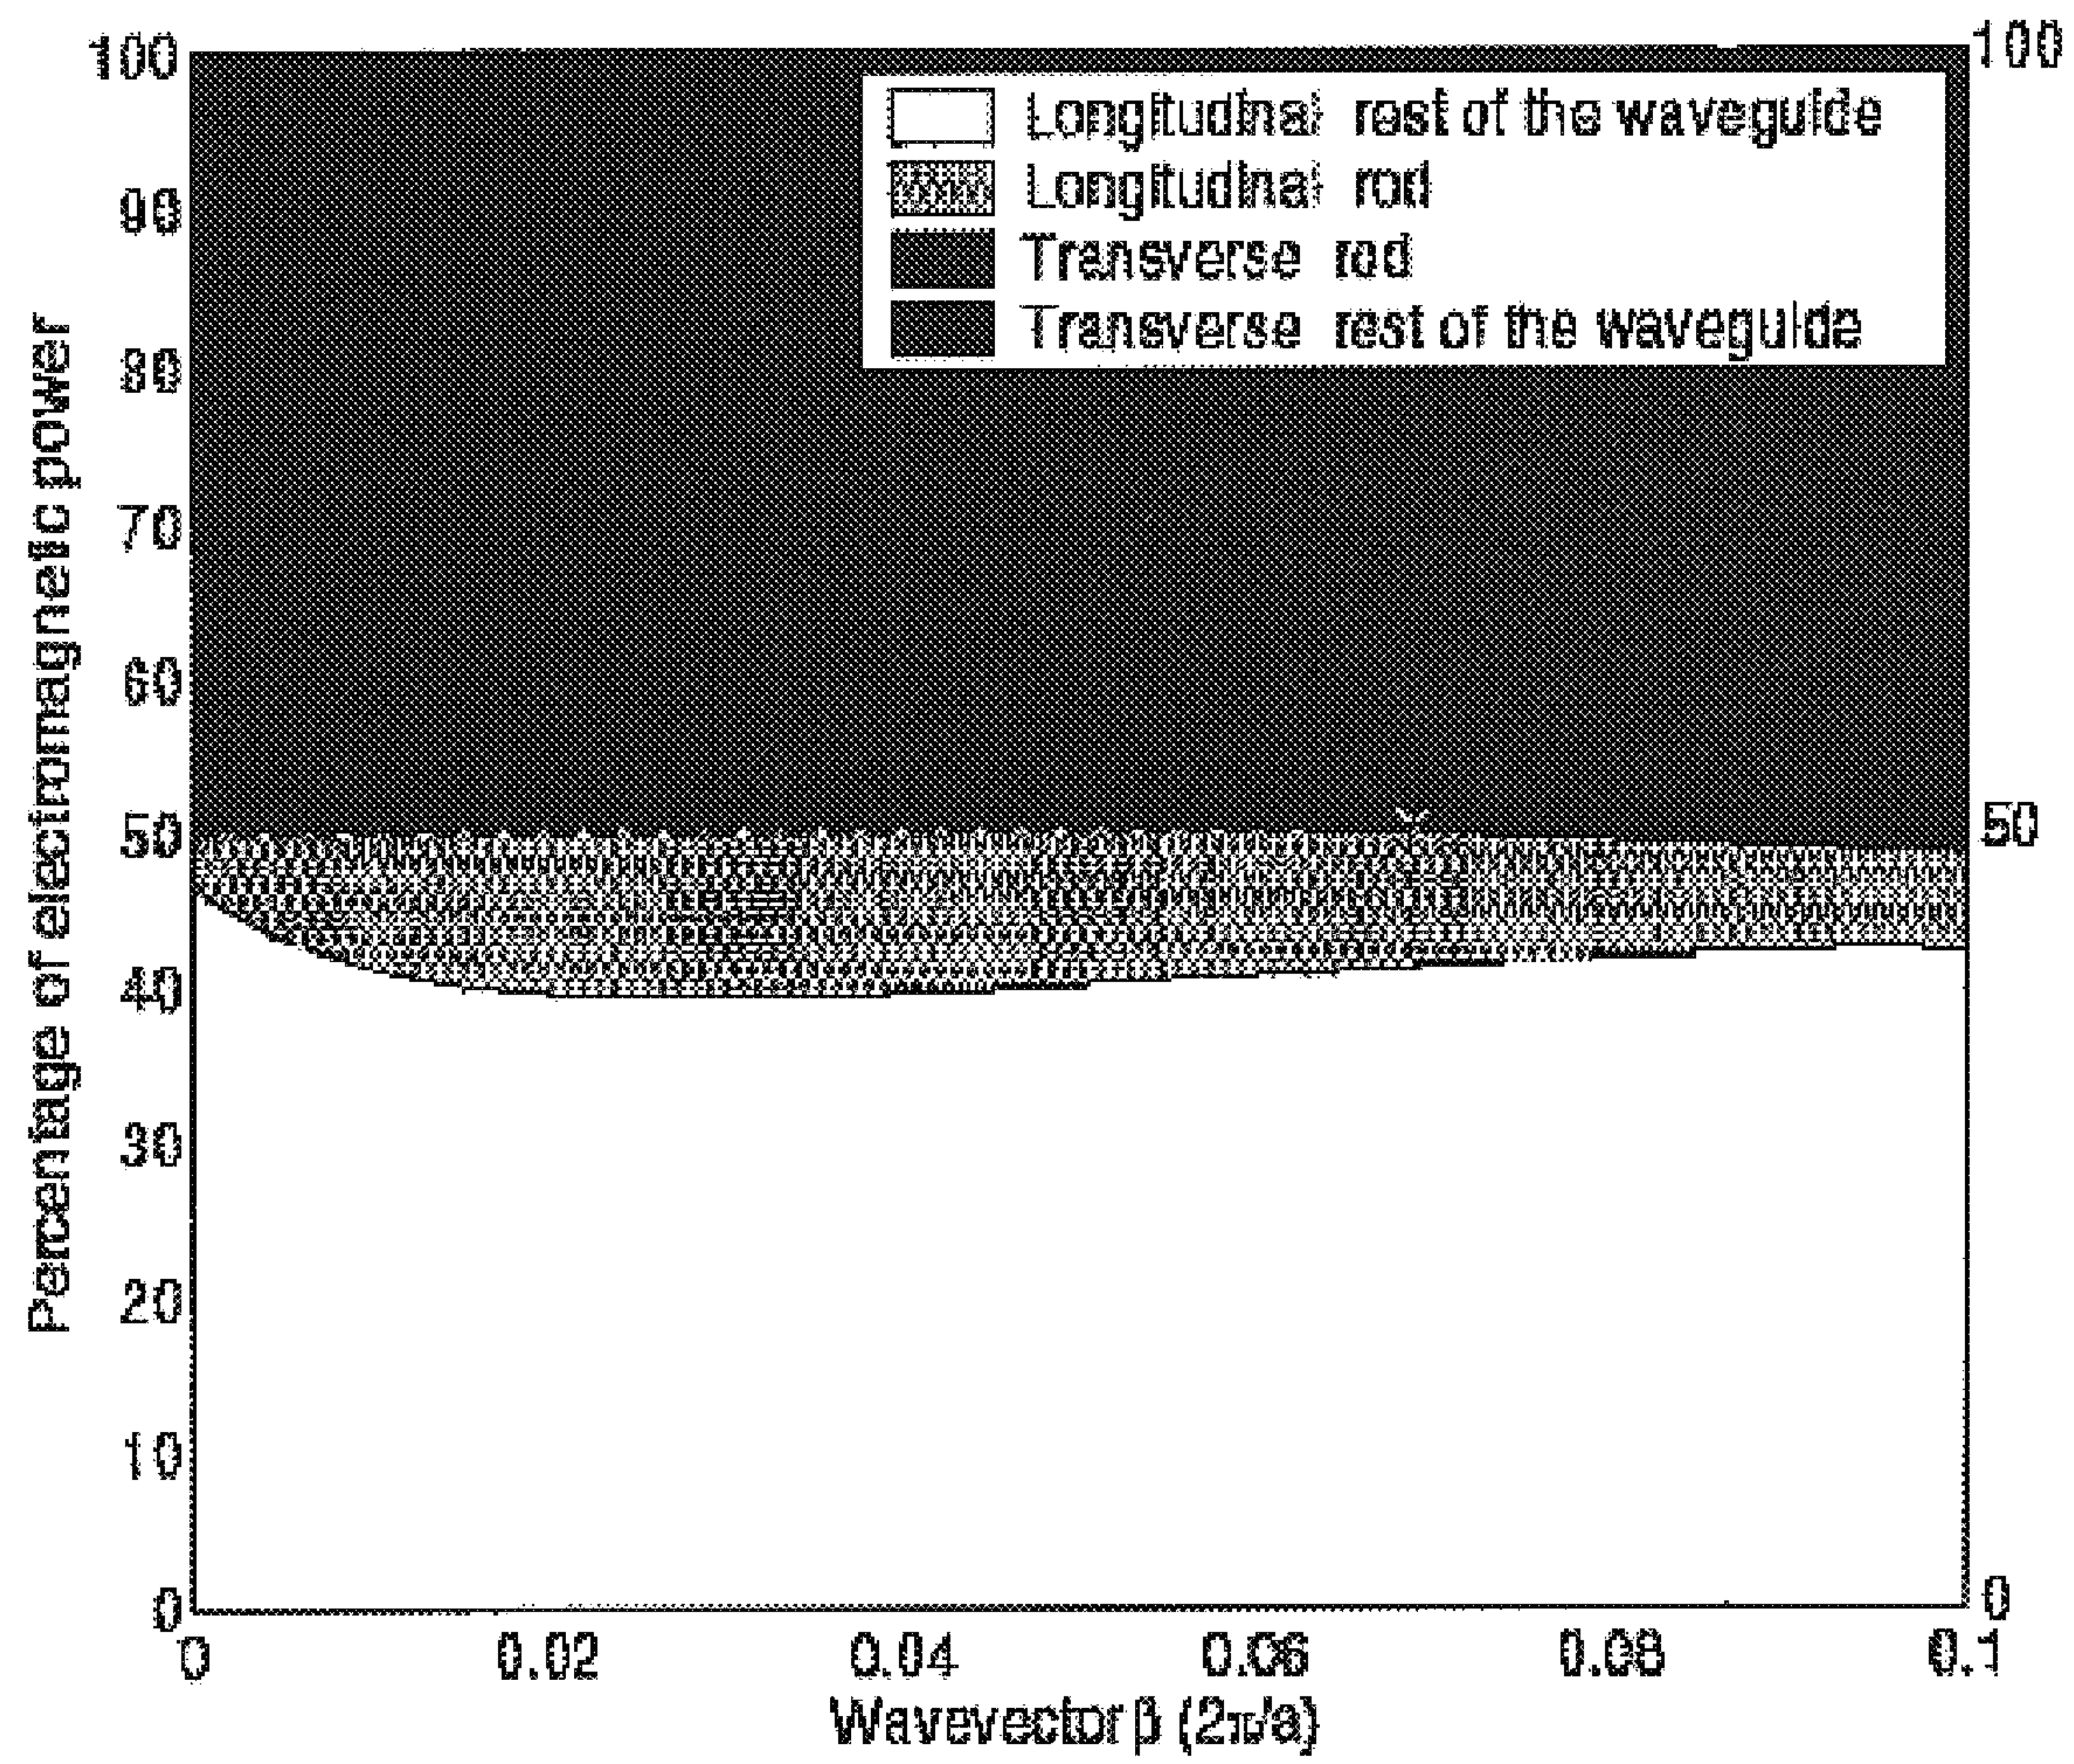 100
90
80
70
60
50
40
30
20
10
0
Percentage of electromagnetic power
Longitudinal rest of the waveguide
Longitudinal rod
Transverse rod
Transverse rest of the waveguide
100
50
0
0 0.02 0.04 0.06 0.08 0.1
Wavevector β (2π/a)